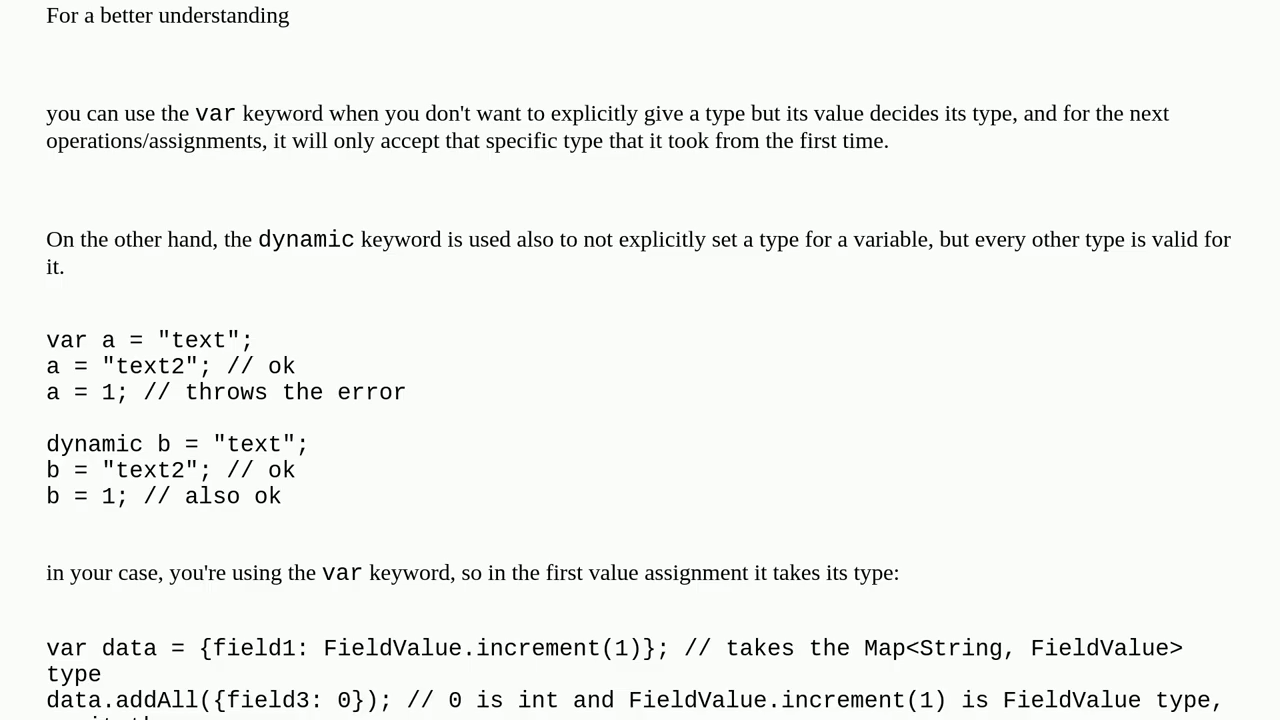 For a better understanding
you can use the var keyword when you don't want to explicitly give a type but its value decides its type, and for the next
operations/assignments, it will only accept that specific type that it took from the first time.
On the other hand, the dynamic keyword is used also to not explicitly set a type for a variable, but every other type is valid for
it.
var a = "text";
a = "text2"; // ok
a = 1; // throws the error
dynamic b = "text";
b = "text2"; // ok
b = 1; // also ok
in your case, you're using the var keyword, so in the first value assignment it takes its type:
var data = {field1: FieldValue.increment(1)}; // takes the Map<String, FieldValue>
type
data.addAll({field3: 0}); // 0 is int and FieldValue.increment(1) is FieldValue type,